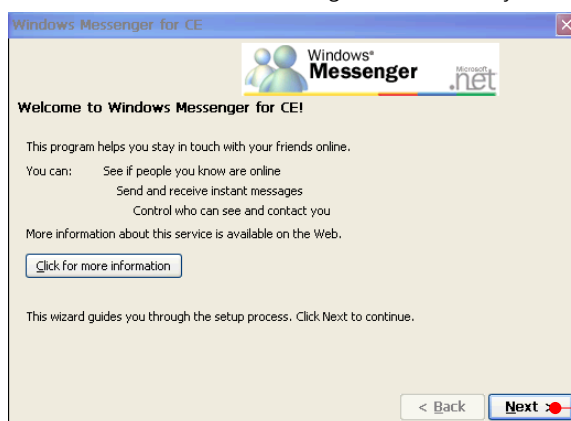 Windows Messenger for CE
Windows®
Messenger
Microsoft®
.net
Welcome to Windows Messenger for CE!
This program helps you stay in touch with your friends online.
You can: See if people you know are online
Send and receive instant messages
Control who can see and contact you
More information about this service is available on the Web.
Click for more information
This wizard guides you through the setup process. Click Next to continue.
< Back
Next >